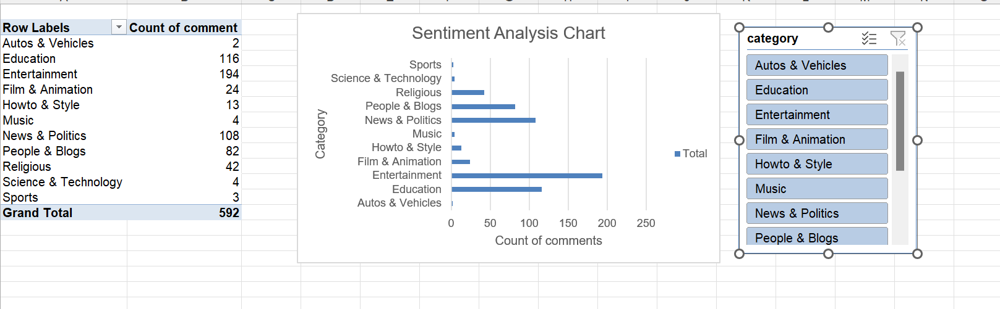 Row Labels Count of comment
Autos & Vehicles 2
Education 116
Entertainment 194
Film & Animation 24
Howto & Style 13
Music 4
News & Politics 108
People & Blogs 82
Religious 42
Science & Technology 4
Sports 3
Grand Total 592
Sentiment Analysis Chart
Category
Sports
Science & Technology
Religious
People & Blogs
News & Politics
Music
Howto & Style
Film & Animation
Entertainment
Education
Autos & Vehicles
0 50 100 150 200 250
Count of comments
Total
category
Autos & Vehicles
Education
Entertainment
Film & Animation
Howto & Style
Music
News & Politics
People & Blogs